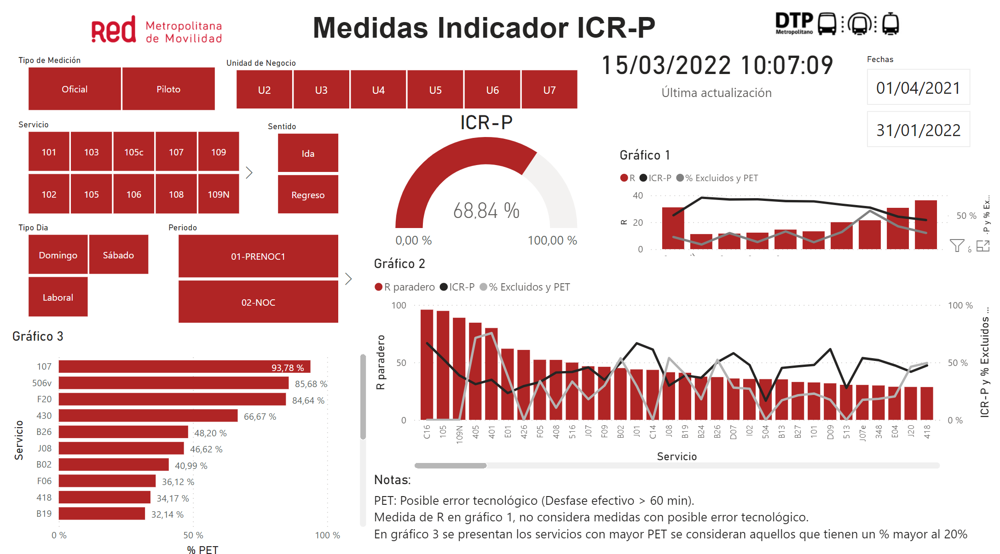 Red Metropolitana
de Movilidad
Medidas Indicador ICR-P
DTP
Metropolitano
Tipo de Medición
Oficial
Piloto
Unidad de Negocio
U2
U3
U4
U5
U6
U7
15/03/2022 10:07:09
Última actualización
Fechas
01/04/2021
31/01/2022
Servicio
101
103
105c
107
109
102
105
106
108
109N
Sentido
Ida
Regreso
Tipo Dia
Domingo
Sábado
Laboral
Periodo
01-PRENOC1
02-NOC
ICR-P
68,84 %
0,00 %
100,00 %
Gráfico 1
R
ICR-P
% Excluidos y PET
40
20
0
R
50 %
P y % Ex...
Gráfico 2
R paradero
ICR-P
% Excluidos y PET
100
50
0
R paradero
100 %
50 %
0 %
ICR-P y % Excluidos ...
C16
105
109N
405
401
E01
426
F05
408
516
J07
F09
B02
J01
C14
J08
B19
B24
B26
D07
I02
504
B13
B27
101
D09
513
J07e
348
E04
J20
418
Servicio
Gráfico 3
Servicio
107
93,78 %
506v
85,68 %
F20
84,64 %
430
66,67 %
B26
48,20 %
J08
46,62 %
B02
40,99 %
F06
36,12 %
418
34,17 %
B19
32,14 %
0 %
50 %
100 %
% PET
Notas:
PET: Posible error tecnológico (Desfase efectivo > 60 min).
Medida de R en gráfico 1, no considera medidas con posible error tecnológico.
En gráfico 3 se presentan los servicios con mayor PET se consideran aquellos que tienen un % mayor al 20%